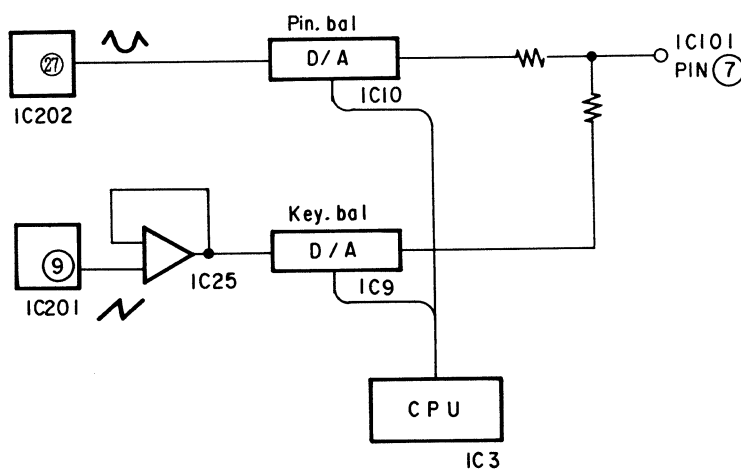 Pin. bal
D/A
IC10
27
IC202
IC101
PIN 7
Key. bal
D/A
IC9
9
IC201
IC25
CPU
IC3